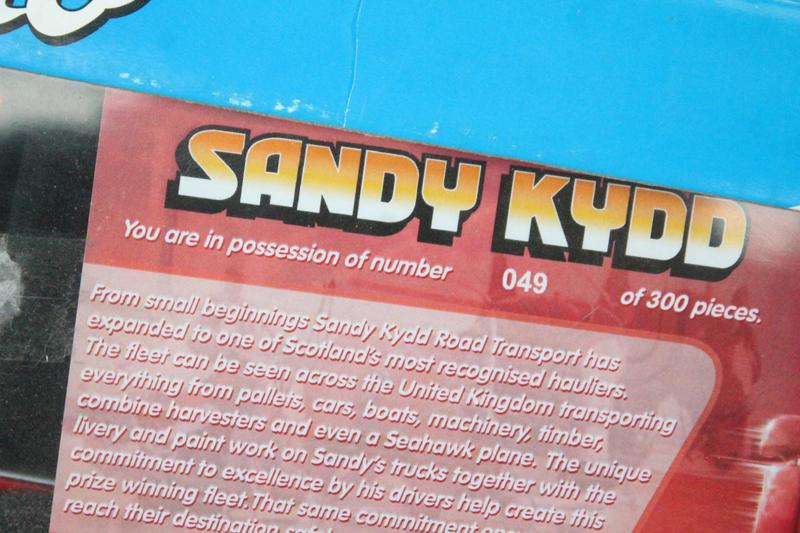 SANDY KYDD
You are in possession of number 049 of 300 pieces.
From small beginnings Sandy Kydd Road Transport has
expanded to one of Scotland's most recognised hauliers.
The fleet can be seen across the United Kingdom transporting
everything from pallets, cars, boats, machinery, timber,
combine harvesters and even a Seahawk plane. The unique
livery and paint work on Sandy's trucks together with the
commitment to excellence by his drivers help create this
prize winning fleet.That same commitment
reach their destination